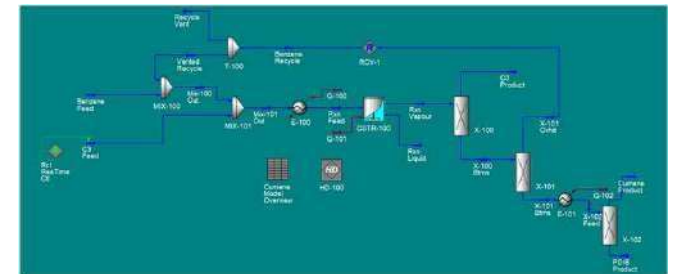 Recycle
Vent
Vented
Recycle
T-100
Benzene
Recycle
RCY-1
C3
Product
Benzene
Feed
MIX-100
Mix-100
Out
MIX-101
Mix-101
Out
Q-100
E-100
Rxn
Feed
Q-101
CSTR-100
Rxn
Vapour
Rxn
Liquid
X-100
X-100
Btms
X-101
Ovhd
X-101
X-101
Btms
Q-102
E-101
X-102
Feed
Cumene
Product
X-102
PDIB
Product
C3
Feed
Cumene
Model
Overview
HD
HD-100